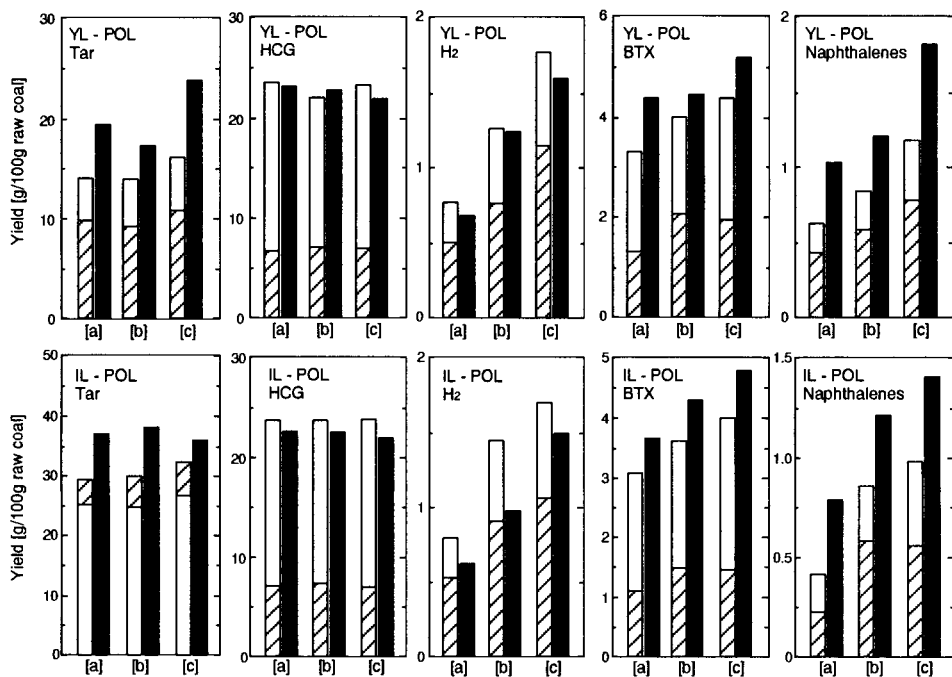 Yield [g/100g raw coal]
YL - POL
Tar
30
20
10
0
[a] [b] [c]
YL - POL
HCG
30
20
10
0
[a] [b] [c]
YL - POL
H2
2
1
0
[a] [b] [c]
YL - POL
BTX
6
4
2
0
[a] [b] [c]
YL - POL
Naphthalenes
2
1
0
[a] [b] [c]
Yield [g/100g raw coal]
IL - POL
Tar
50
40
30
20
10
0
[a] [b] [c]
IL - POL
HCG
30
20
10
0
[a] [b] [c]
IL - POL
H2
2
1
0
[a] [b] [c]
IL - POL
BTX
5
4
3
2
1
0
[a] [b] [c]
IL - POL
Naphthalenes
1.5
1.0
0.5
0
[a] [b] [c]